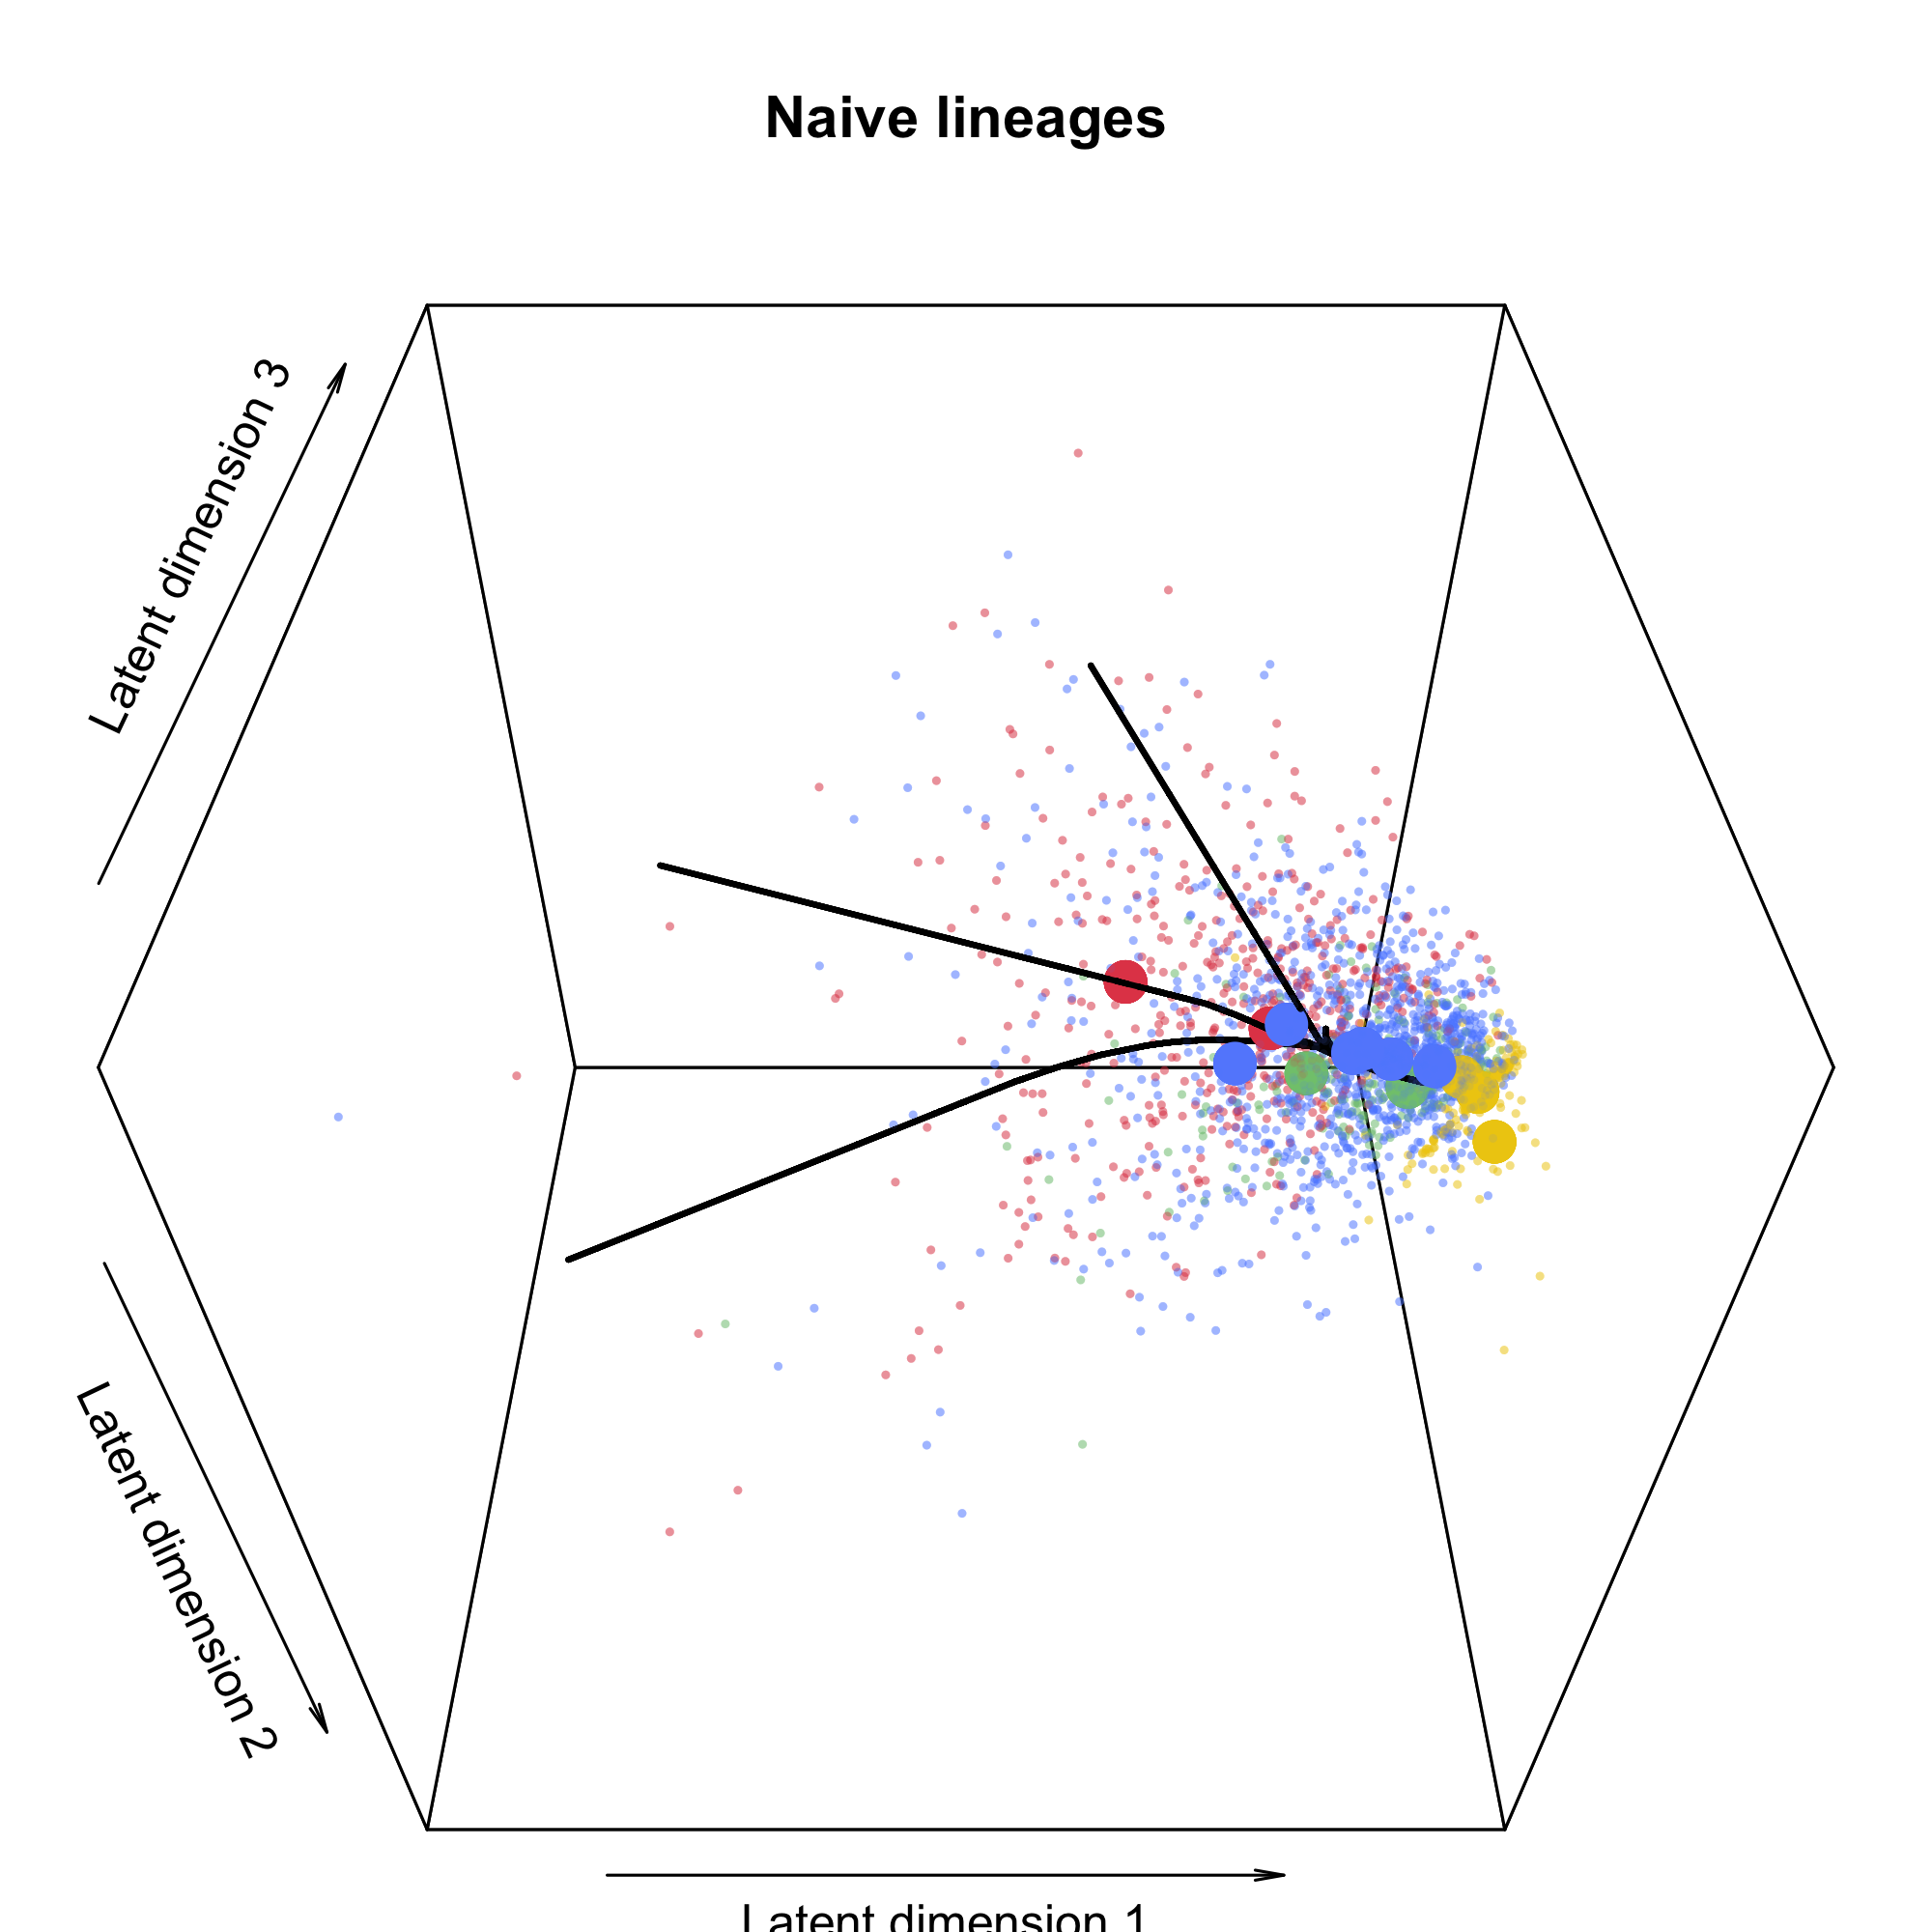 Naive lineages
Latent dimension 3
Latent dimension 2
Latent dimension 1